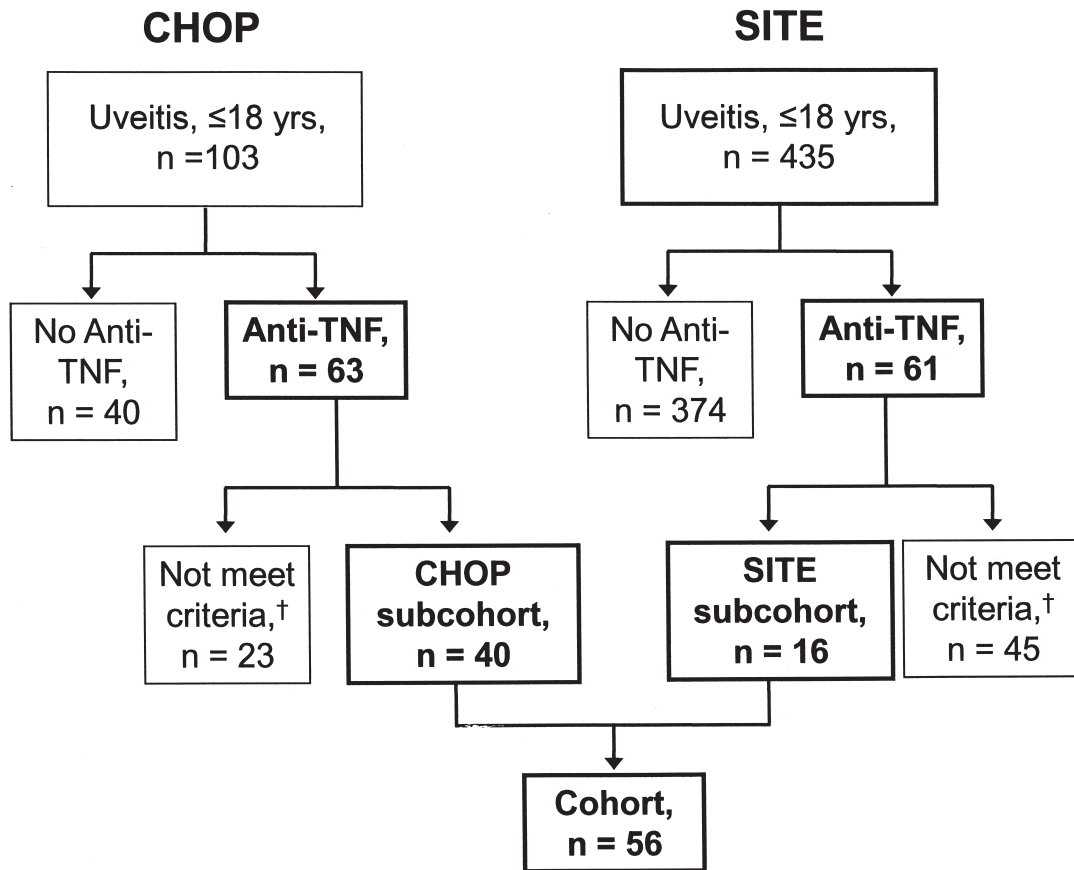 CHOP
SITE
Uveitis, ≤18 yrs,
n =103
Uveitis, ≤18 yrs,
n = 435
No Anti-
TNF,
n = 40
Anti-TNF,
n = 63
No Anti-
TNF,
n = 374
Anti-TNF,
n = 61
Not meet
criteria,†
n = 23
CHOP
subcohort,
n = 40
SITE
subcohort,
n = 16
Not meet
criteria,†
n = 45
Cohort,
n = 56